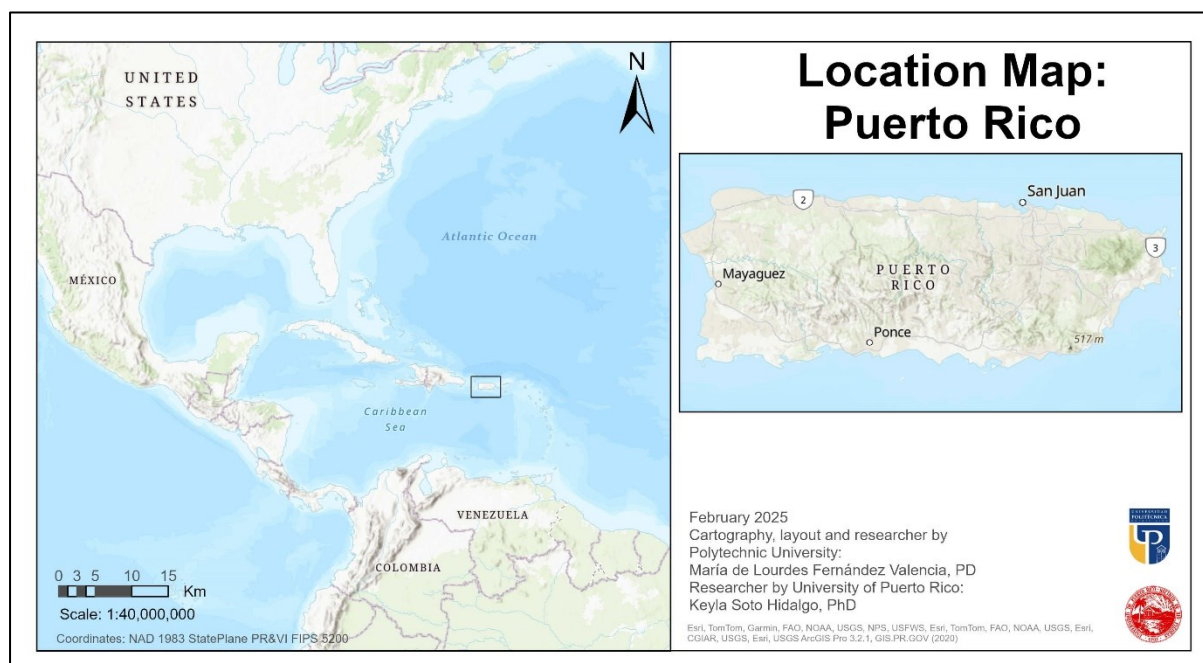 UNITED
STATES
N
Atlantic Ocean
MÉXICO
Caribbean
Sea
VENEZUELA
COLOMBIA
0 3 5 10 15
Km
Scale: 1:40,000,000
Coordinates: NAD 1983 StatePlane PR&VI FIPS 5200
Location Map:
Puerto Rico
2
San Juan
3
Mayaguez
PUERTO
RICO
Ponce
517 m
February 2025
Cartography, layout and researcher by
Polytechnic University:
María de Lourdes Fernández Valencia, PD
Researcher by University of Puerto Rico:
Keyla Soto Hidalgo, PhD
Esri, TomTom, Garmin, FAO, NOAA, USGS, NPS, USFWS, Esri, TomTom, FAO, NOAA, USGS, Esri,
CGIAR, USGS, Esri, USGS ArcGIS Pro 3.2.1, GIS.PR.GOV (2020)
UNIVERSIDAD
POLITÉCNICA